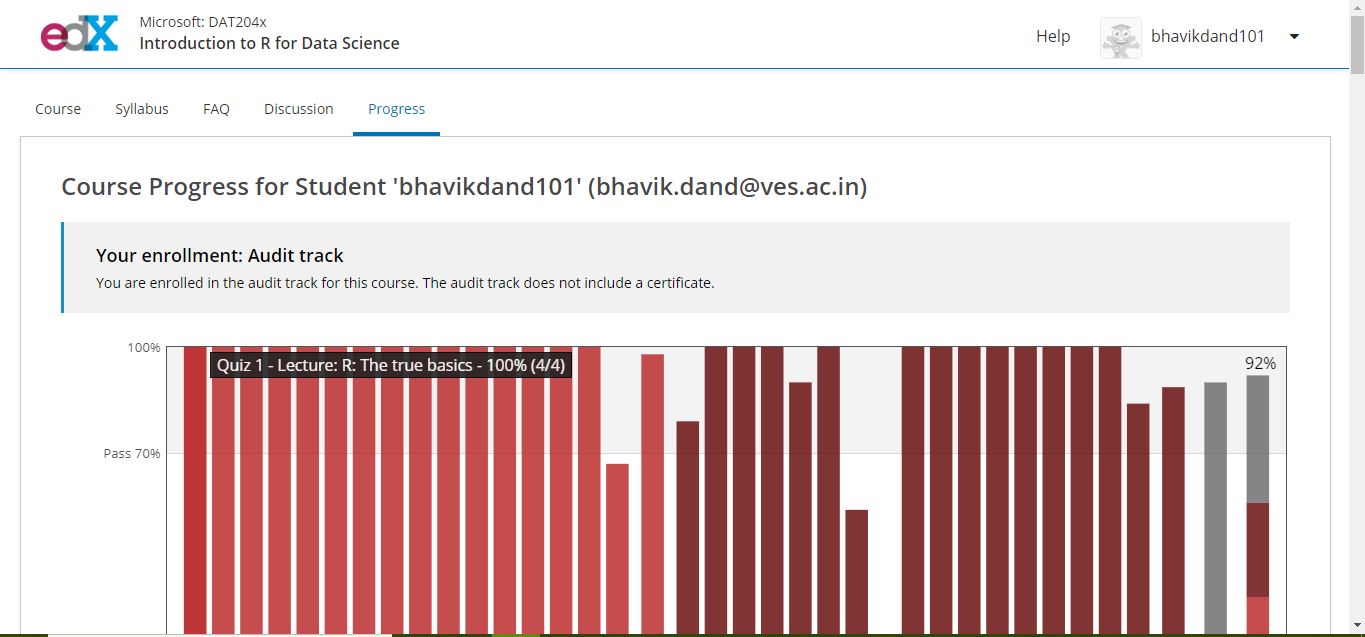 edX
Microsoft: DAT204x
Introduction to R for Data Science
Help
bhavikdand101
Course
Syllabus
FAQ
Discussion
Progress
Course Progress for Student 'bhavikdand101' (bhavik.dand@ves.ac.in)
Your enrollment: Audit track
You are enrolled in the audit track for this course. The audit track does not include a certificate.
100%
Quiz 1 - Lecture: R: The true basics - 100% (4/4)
92%
Pass 70%